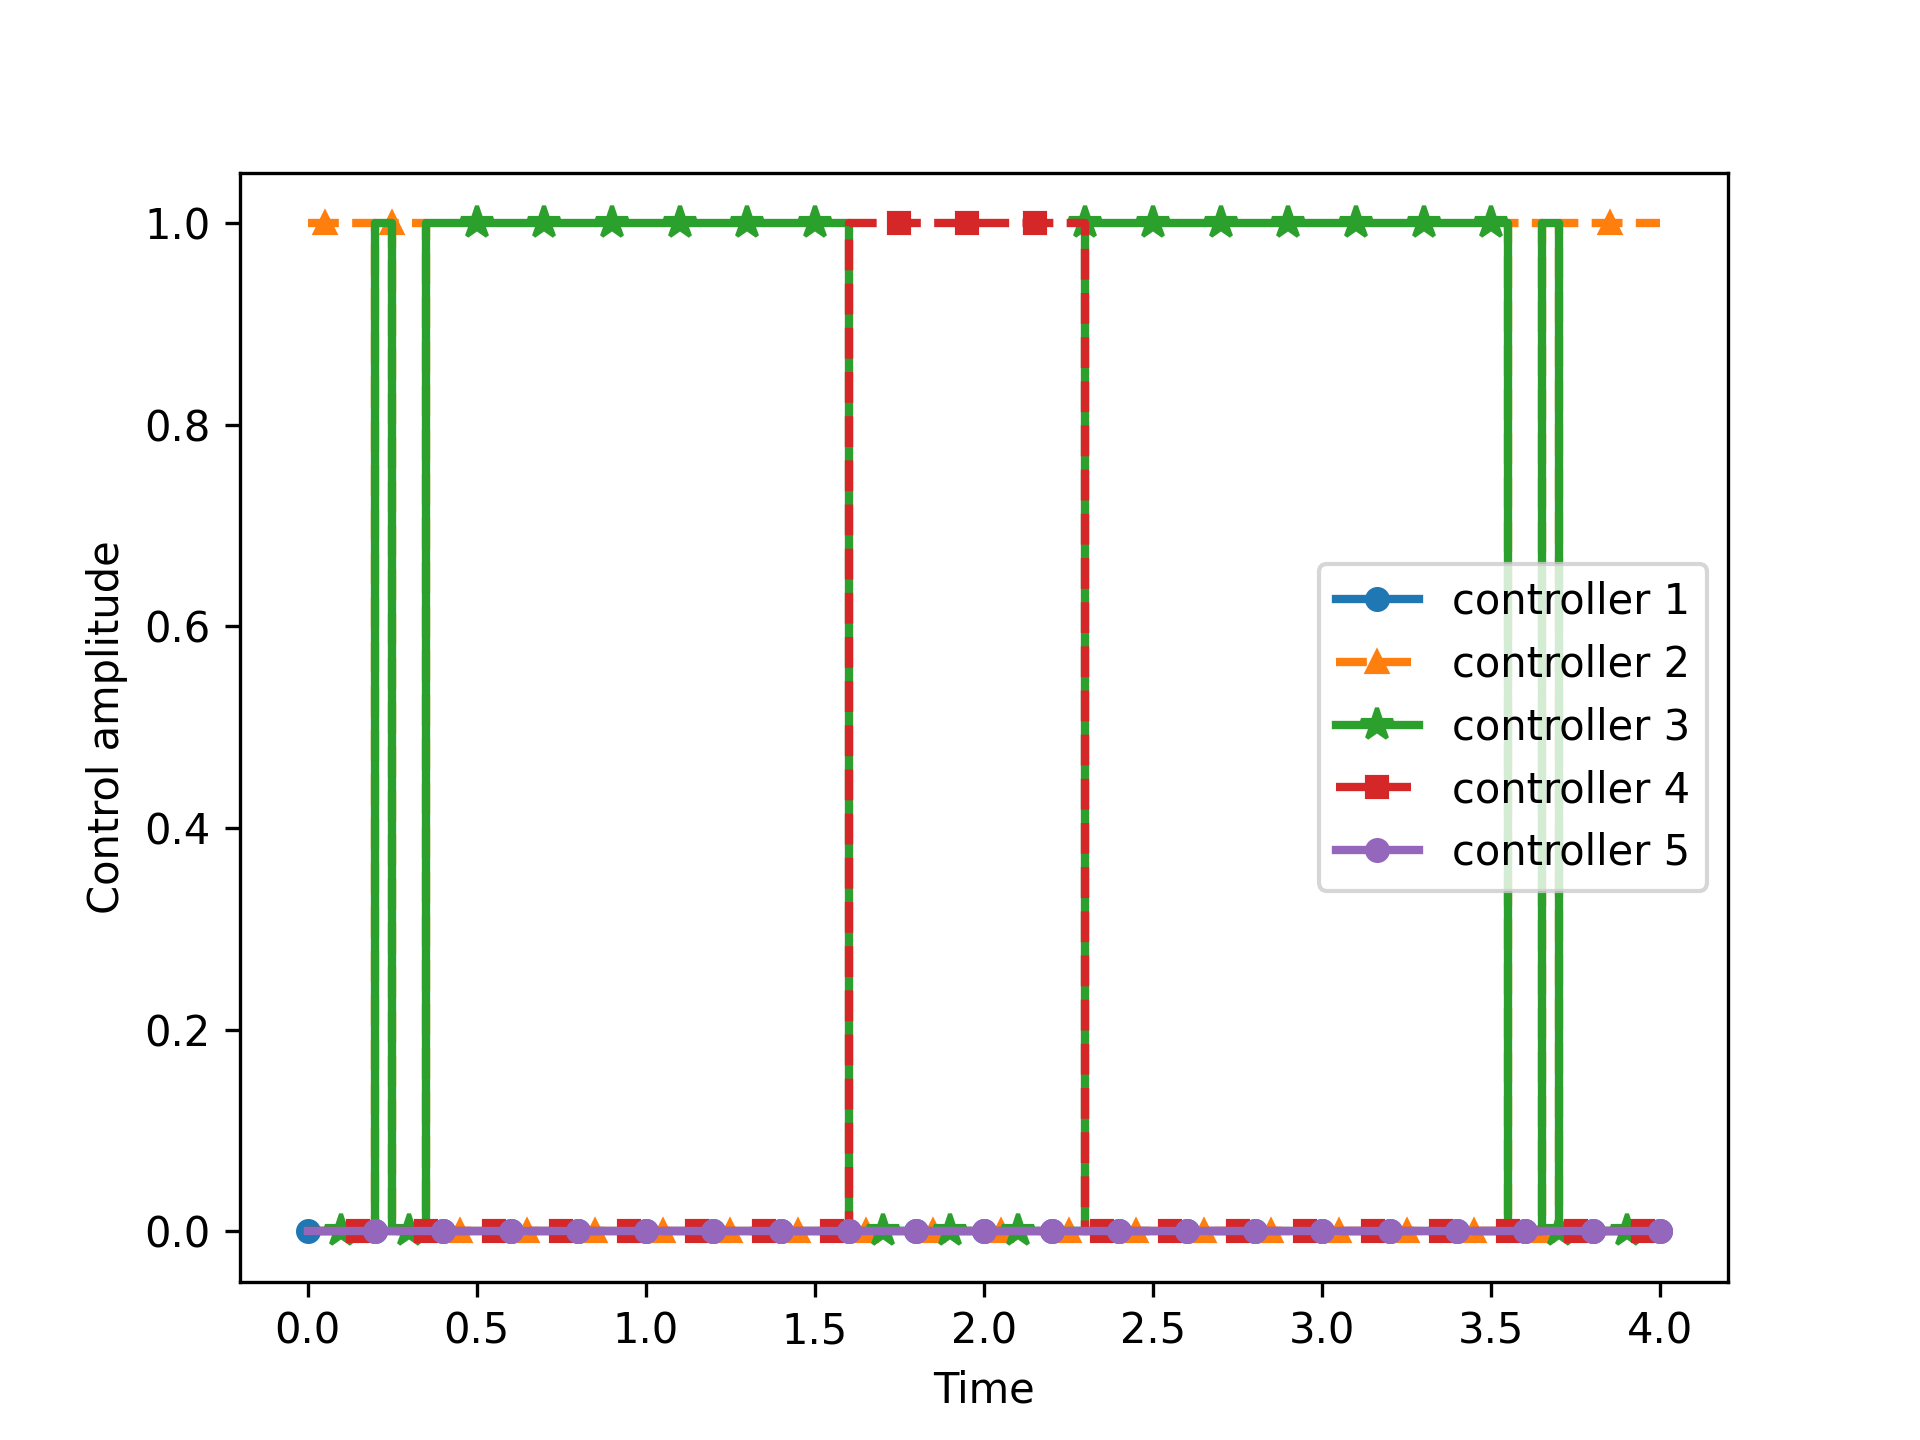 1.0
0.8
0.6
0.4
0.2
0.0
Control amplitude
controller 1
controller 2
controller 3
controller 4
controller 5
0.0 0.5 1.0 1.5 2.0 2.5 3.0 3.5 4.0
Time